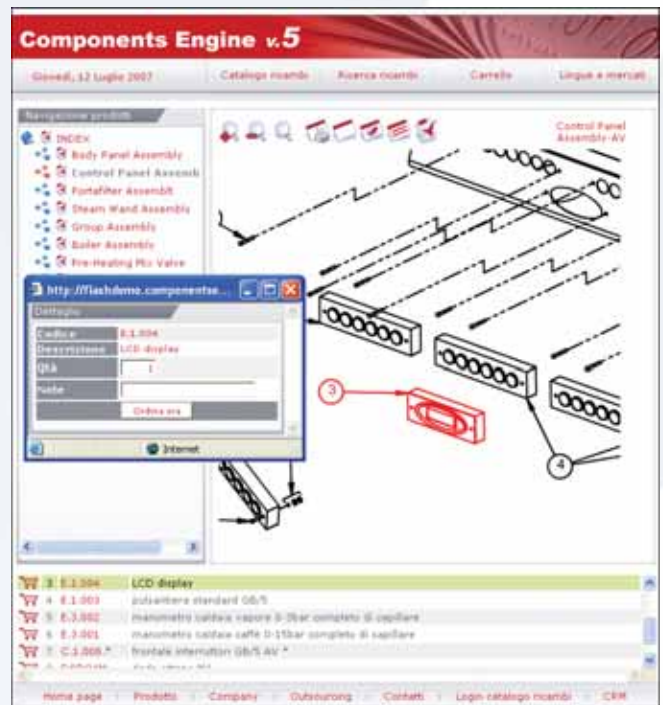 Components Engine v.5
Giovedì, 12 Luglio 2007
Catalogo ricambi
Ricerca ricambi
Carrello
Lingue e mercati
Navigazione prodotti
INDEX
Body Panel Assembly
Control Panel Assembl
Portafilter Assemblt
Steam Wand Assembly
Group Assembly
Boiler Assembly
Pre-Heating Mix Valve
Control Panel
Assembly-AV
http://flashdemo.componentse...
Dettaglio
Codice E.1.004
Descrizione LCD display
Qtà 1
Note
Ordina ora
Internet
3
4
3 E.1.004 LCD display
4 E.1.003 pulsantiera standard GB/5
5 E.3.002 manometro caldaia vapore 0-3bar completo di capillare
6 E.3.001 manometro caldaia caffè 0-15bar completo di capillare
7 C.1.008.* frontale interruttori GB/5 AV *
Home page
Prodotto
Company
Outsourcing
Contatti
Login catalogo ricambi
CRM